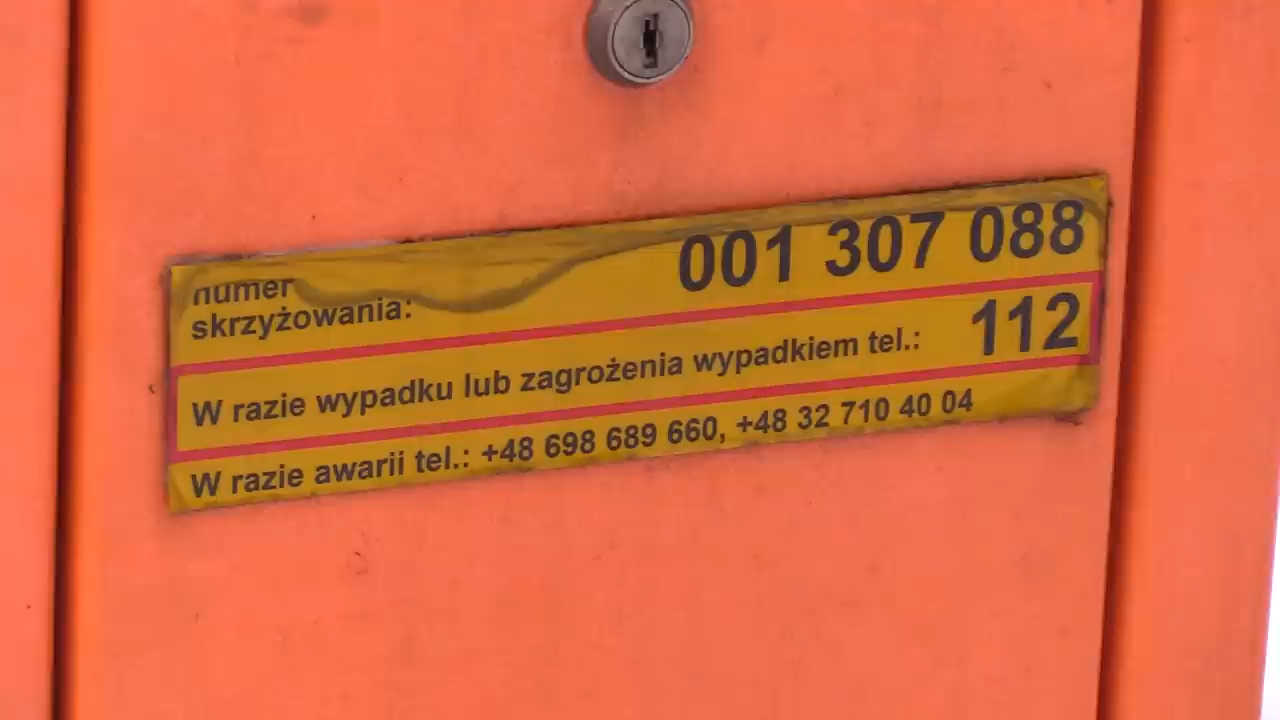 numer
skrzyżowania: 001 307 088
W razie wypadku lub zagrożenia wypadkiem tel.: 112
W razie awarii tel.: +48 698 689 660, +48 32 710 40 04